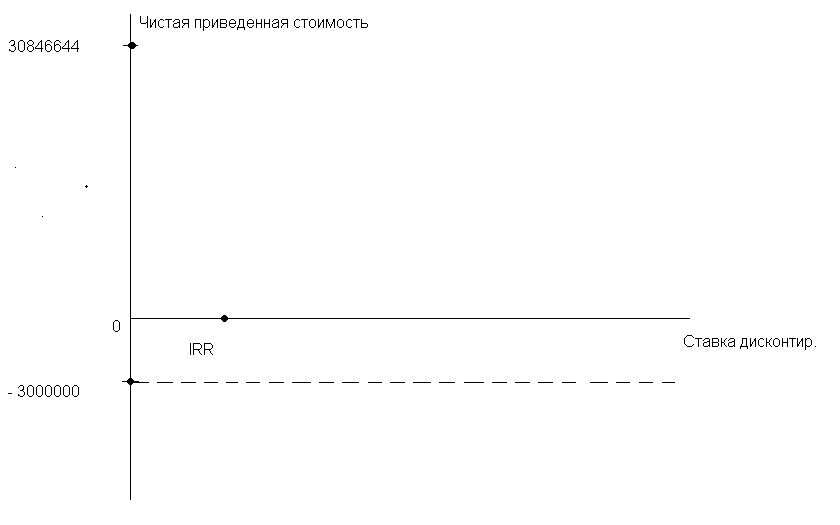 Чистая приведенная стоимость
30846644
0
IRR
Ставка дисконтир.
- 3000000